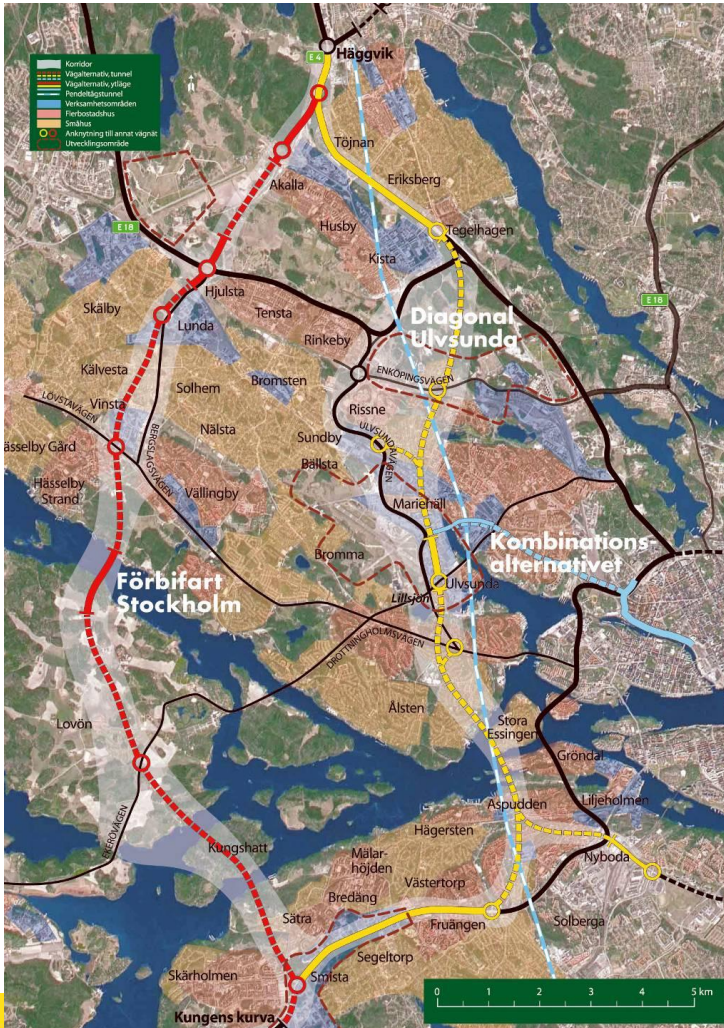 Häggvik
E 4
Korridor
Vägalternativ, tunnel
Vägalternativ, ytläge
Pendeltågstunnel
Verksamhetsområden
Flerbostadshus
Småhus
Anknytning till annat vägnät
Utvecklingsområde
Töjnan
Akalla
Eriksberg
Husby
Tegelhagen
E 18
Kista
Hjulsta
E 18
Skälby
Lunda
Tensta
Diagonal
Ulvsunda
Rinkeby
Kälvesta
Solhem
Bromsten
ENKÖPINGSVÄGEN
LÖVSTAVÄGEN
Vinsta
BERGSLAGSVÄGEN
Nälsta
Rissne
ULVSUNDAVÄGEN
Sundby
Hässelby Gård
Bällsta
Hässelby
Strand
Vällingby
Mariehäll
Bromma
Kombinations-
alternativet
Förbifart
Stockholm
Ulvsunda
Lillsjön
DROTTNINGHOLMSVÄGEN
Ålsten
Lovön
Stora
Essingen
Gröndal
EKERÖVÄGEN
Aspudden
Liljeholmen
Hägersten
Kungshatt
Mälar-
höjden
Nyboda
Västertorp
Bredäng
Sätra
Fruängen
Solberga
Segeltorp
Skärholmen
Smista
Kungens kurva
0 1 2 3 4 5 km